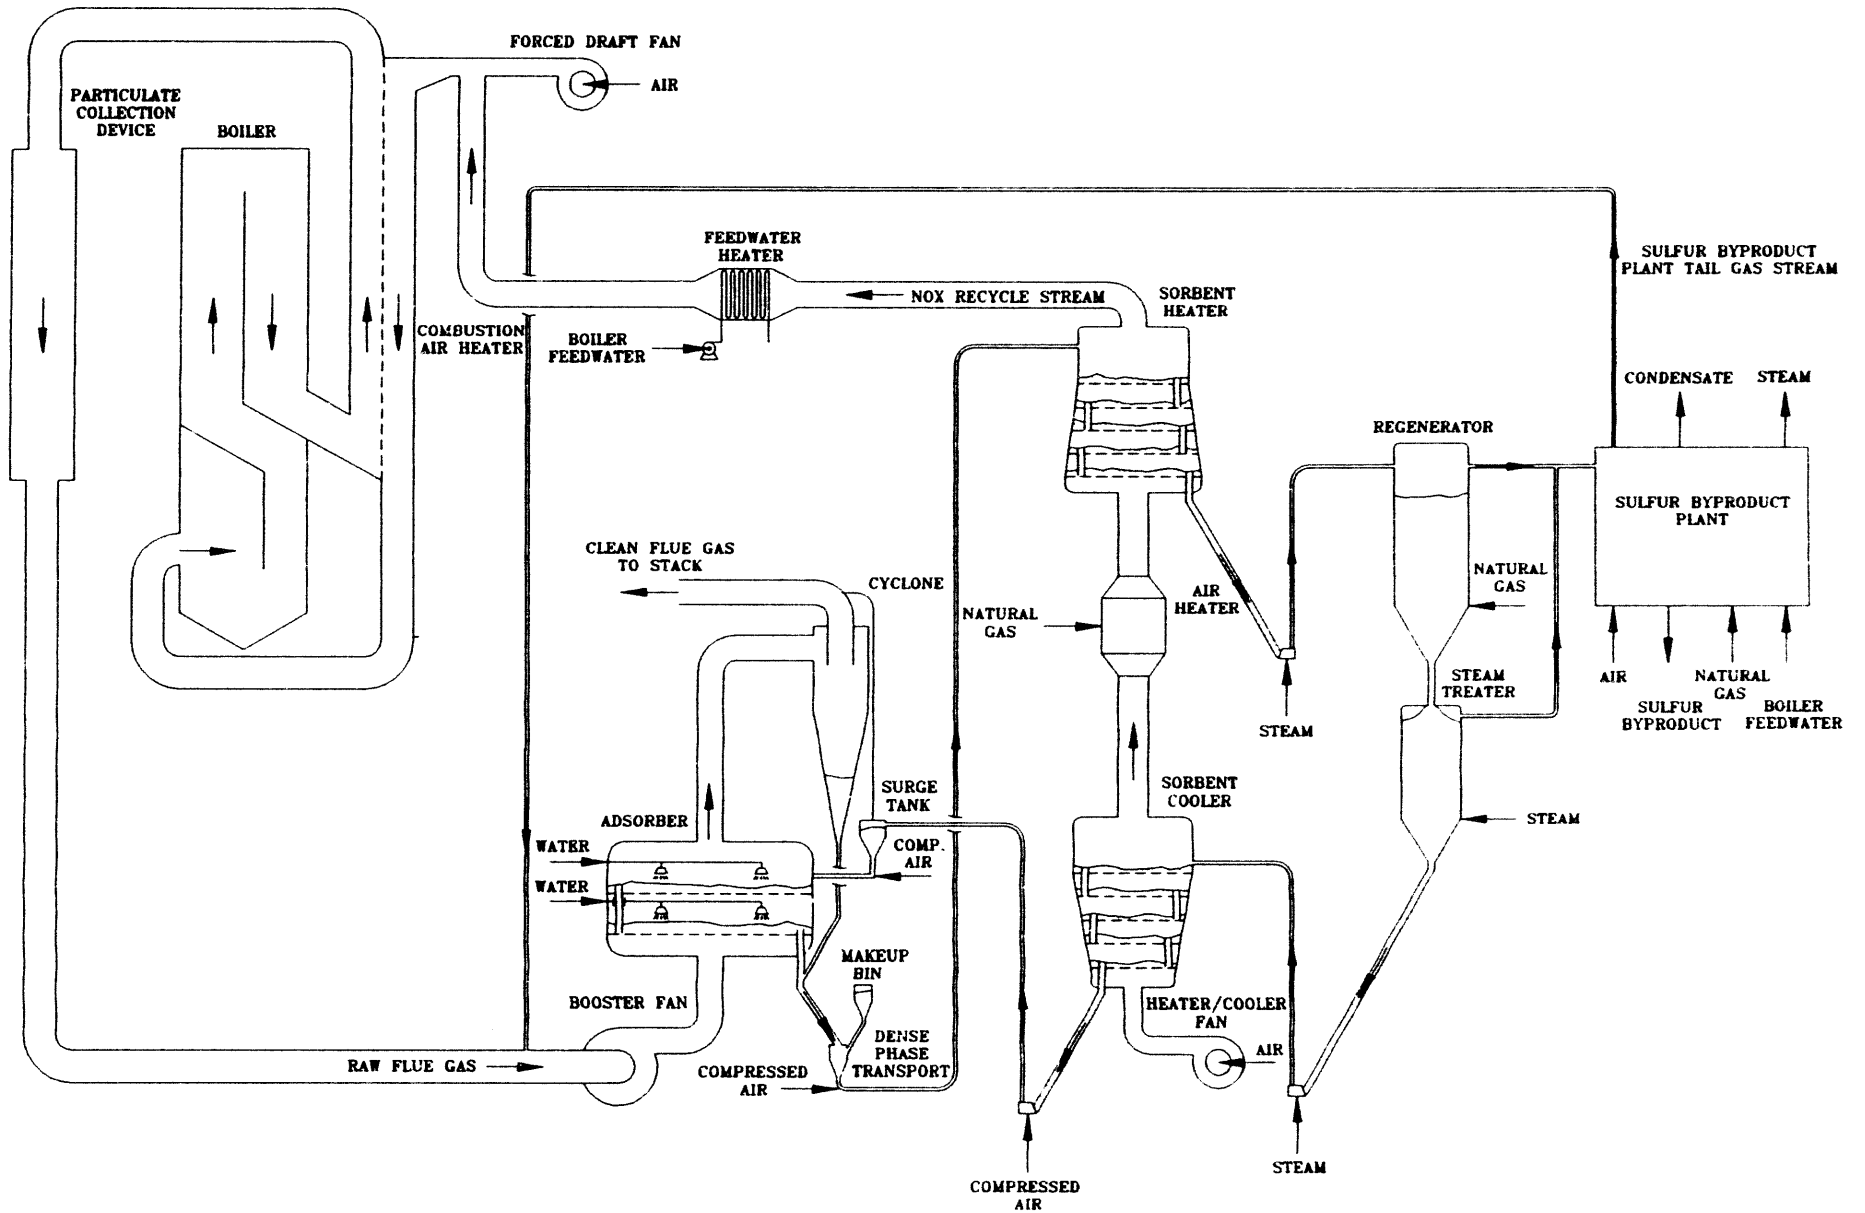 FORCED DRAFT FAN
AIR
PARTICULATE
COLLECTION
DEVICE
BOILER
FEEDWATER
HEATER
SULFUR BYPRODUCT
PLANT TAIL GAS STREAM
NOX RECYCLE STREAM
SORBENT
HEATER
COMBUSTION
AIR HEATER
BOILER
FEEDWATER
CONDENSATE
STEAM
REGENERATOR
SULFUR BYPRODUCT
PLANT
CLEAN FLUE GAS
TO STACK
CYCLONE
NATURAL
GAS
AIR
HEATER
NATURAL
GAS
AIR
SULFUR
BYPRODUCT
NATURAL
GAS
BOILER
FEEDWATER
STEAM
TREATER
STEAM
SORBENT
COOLER
SURGE
TANK
ADSORBER
WATER
WATER
COMP.
AIR
STEAM
MAKEUP
BIN
BOOSTER FAN
HEATER/COOLER
FAN
DENSE
PHASE
TRANSPORT
AIR
RAW FLUE GAS
COMPRESSED
AIR
STEAM
COMPRESSED
AIR